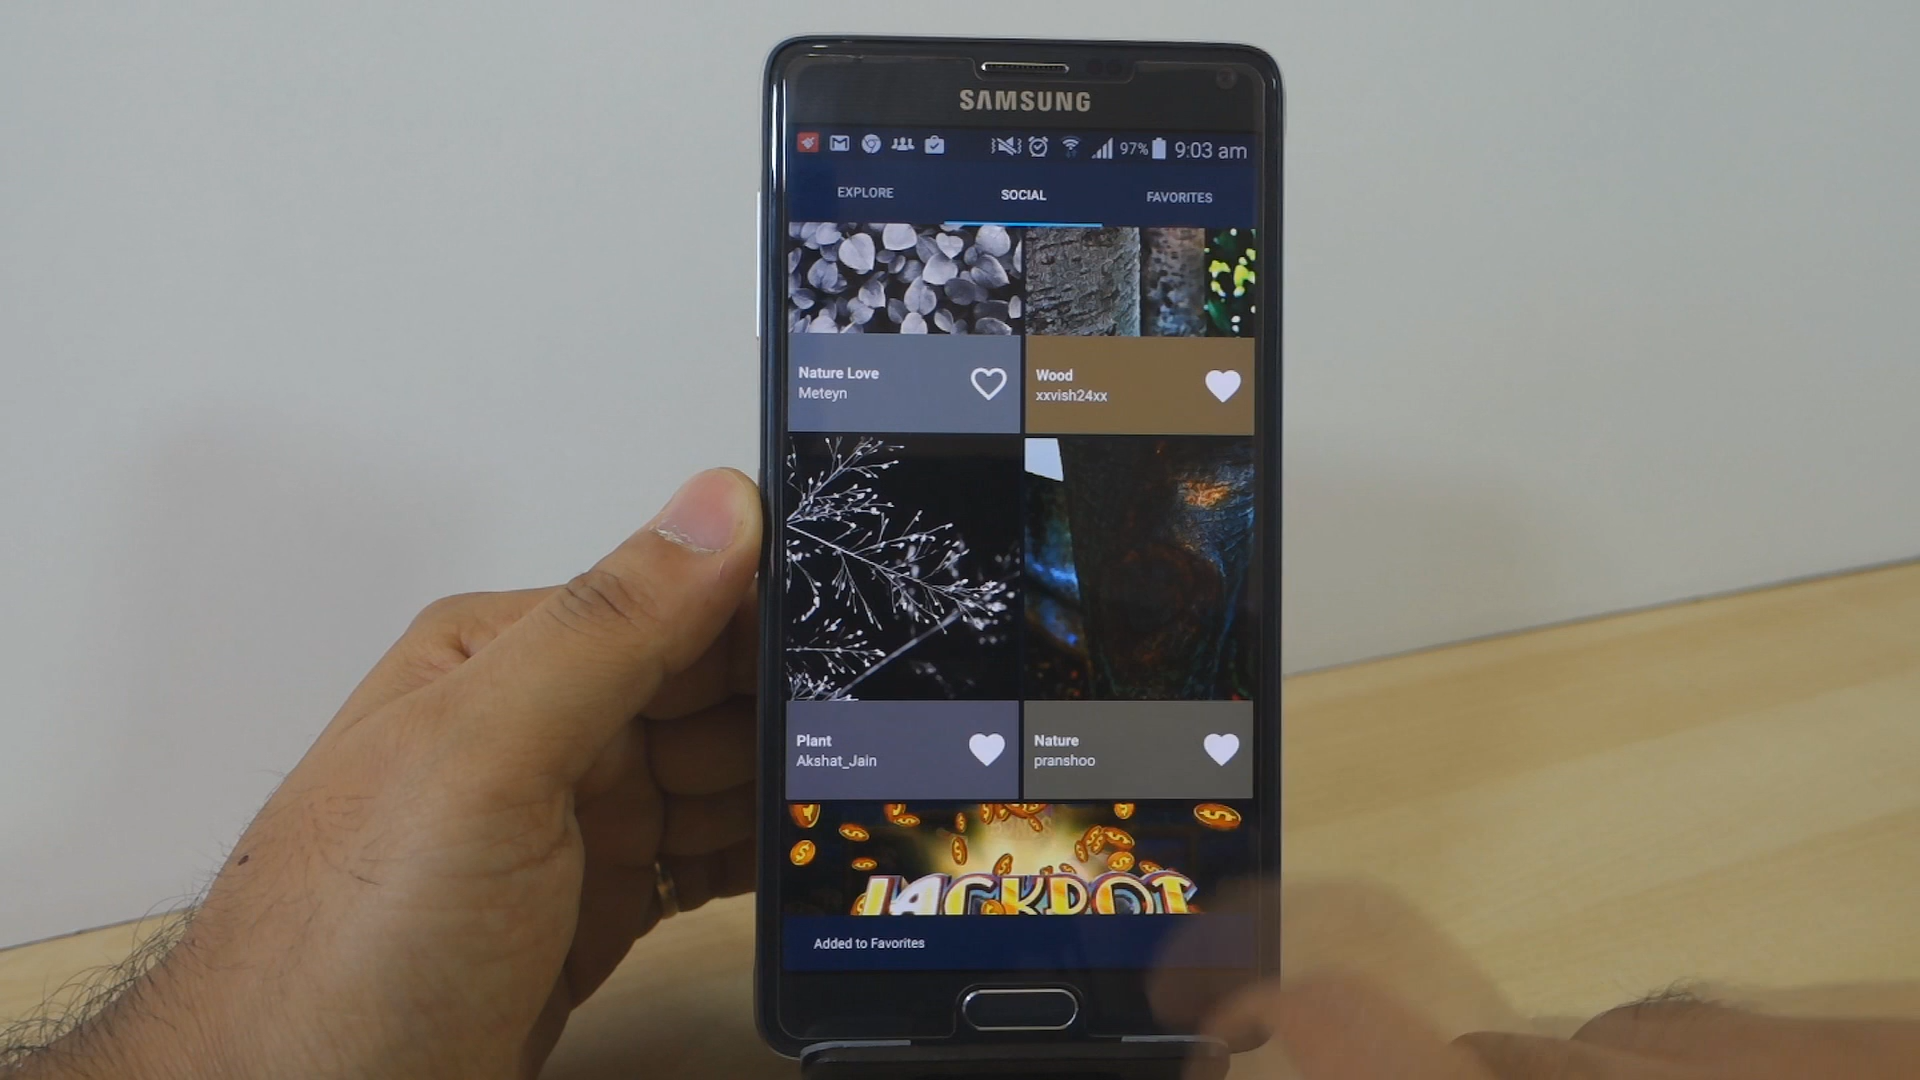 SAMSUNG
97% 9:03 am
EXPLORE SOCIAL FAVORITES
Nature Love
Meteyn
Wood
xxvish24xx
Plant
Akshat_Jain
Nature
pranshoo
JACKPOT
Added to Favorites